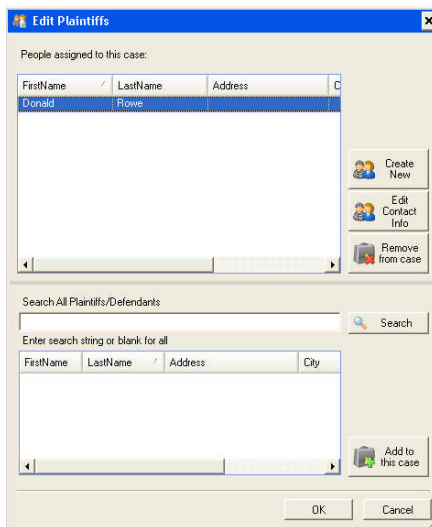 Edit Plaintiffs
People assigned to this case:
FirstName LastName Address C
Donald Rowe
Create
New
Edit
Contact
Info
Remove
from case
Search All Plaintiffs/Defendants
Search
Enter search string or blank for all
FirstName LastName Address City
Add to
this case
OK Cancel